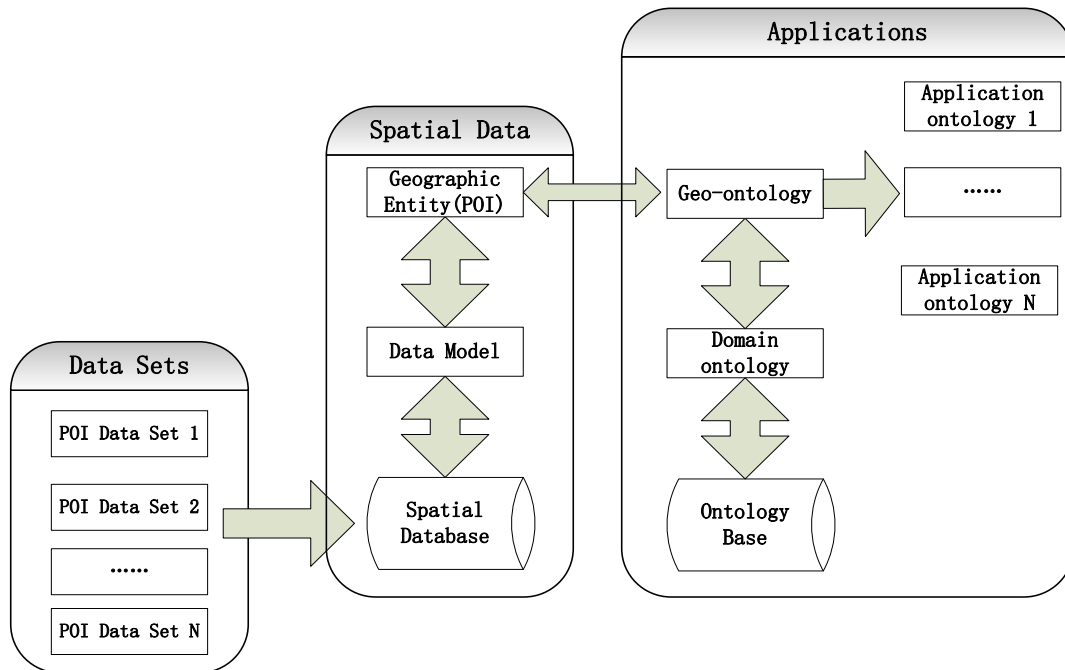 Data Sets
POI Data Set 1
POI Data Set 2
……
POI Data Set N
Spatial Data
Geographic
Entity(POI)
Data Model
Spatial
Database
Applications
Geo-ontology
Domain
ontology
Ontology
Base
Application
ontology 1
……
Application
ontology N